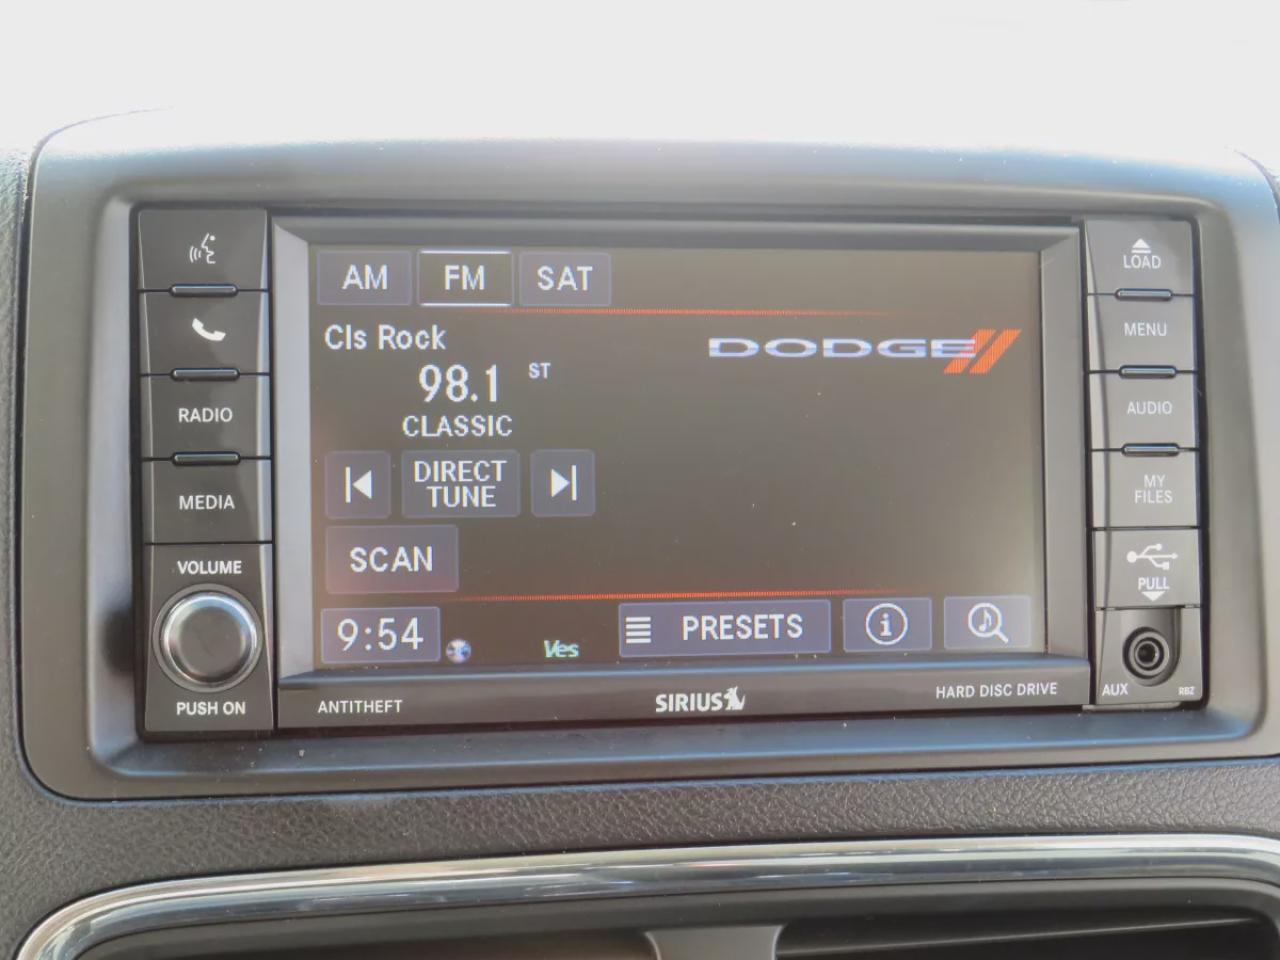 AM FM SAT
Cls Rock
DODGE
98.1 ST
CLASSIC
DIRECT
TUNE
SCAN
9:54
Ves
PRESETS
i
RADIO
MEDIA
VOLUME
PUSH ON
ANTITHEFT
SIRIUS
HARD DISC DRIVE
LOAD
MENU
AUDIO
MY
FILES
PULL
AUX
RBZ